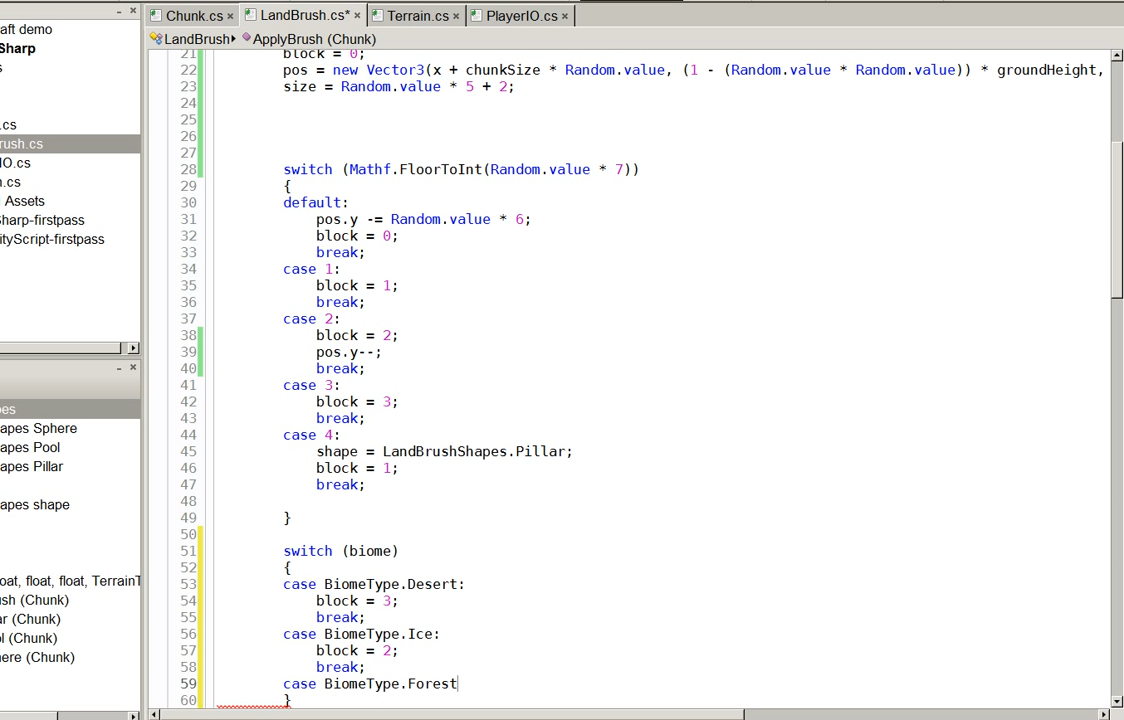 Chunk.cs × LandBrush.cs* × Terrain.cs × PlayerIO.cs ×
LandBrush ApplyBrush (Chunk)
aft demo
Sharp
s
.cs
rush.cs
IO.cs
n.cs
Assets
Sharp-firstpass
ityScript-firstpass
pes
apes Sphere
apes Pool
apes Pillar
apes shape
oat, float, float, TerrainT
ush (Chunk)
ar (Chunk)
ol (Chunk)
here (Chunk)
21 block = 0;
22 pos = new Vector3(x + chunkSize * Random.value, (1 - (Random.value * Random.value)) * groundHeight,
23 size = Random.value * 5 + 2;
24
25
26
27
28 switch (Mathf.FloorToInt(Random.value * 7))
29 {
30 default:
31 pos.y -= Random.value * 6;
32 block = 0;
33 break;
34 case 1:
35 block = 1;
36 break;
37 case 2:
38 block = 2;
39 pos.y--;
40 break;
41 case 3:
42 block = 3;
43 break;
44 case 4:
45 shape = LandBrushShapes.Pillar;
46 block = 1;
47 break;
48
49 }
50
51 switch (biome)
52 {
53 case BiomeType.Desert:
54 block = 3;
55 break;
56 case BiomeType.Ice:
57 block = 2;
58 break;
59 case BiomeType.Forest
60 }